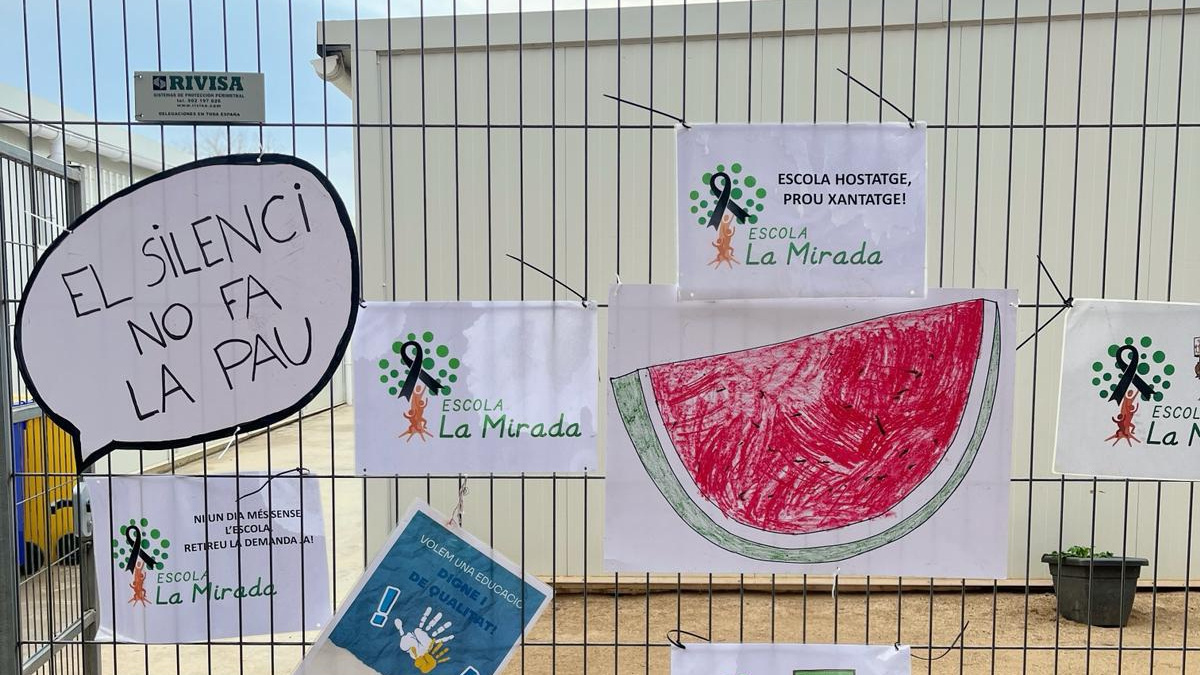 RIVISA
SISTEMAS DE PROTECCIÓN PERIMETRAL
tel. 902 197 025
www.rivisa.com
DELEGACIONES EN TODA ESPAÑA
EL SILENCI
NO FA
LA PAU
ESCOLA HOSTATGE,
PROU XANTATGE!
ESCOLA
La Mirada
ESCOLA
La Mirada
NI UN DIA MÉS SENSE
L'ESCOLA.
RETIREU LA DEMANDA JA!
ESCOLA
La Mirada
VOLEM UNA EDUCACIÓ
DIGNE I
DE QUALITAT!